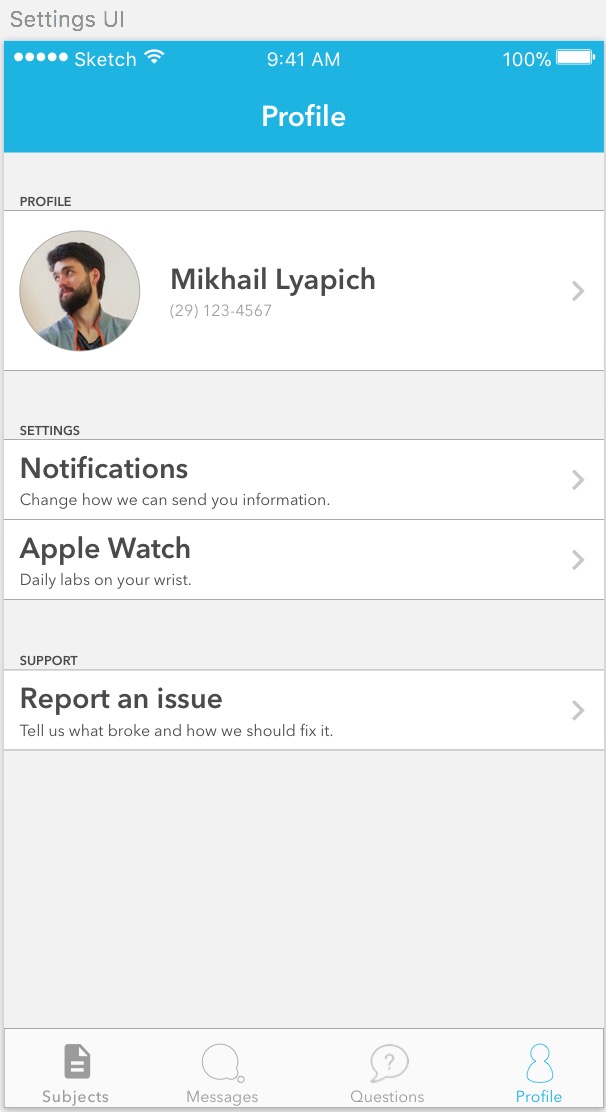 Settings UI
Sketch 9:41 AM 100%
Profile
PROFILE
Mikhail Lyapich
(29) 123-4567
SETTINGS
Notifications
Change how we can send you information.
Apple Watch
Daily labs on your wrist.
SUPPORT
Report an issue
Tell us what broke and how we should fix it.
?
Subjects Messages Questions Profile